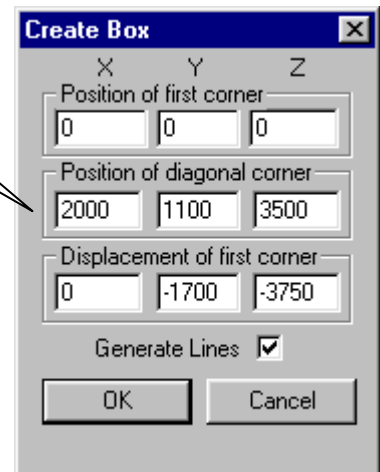 Create Box
X Y Z
Position of first corner
0 0 0
Position of diagonal corner
2000 1100 3500
Displacement of first corner
0 -1700 -3750
Generate Lines
OK Cancel